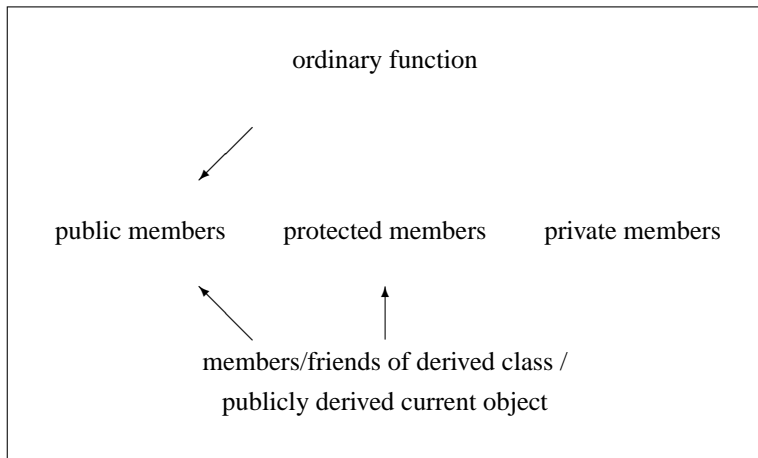 ordinary function
public members protected members private members
members/friends of derived class /
publicly derived current object